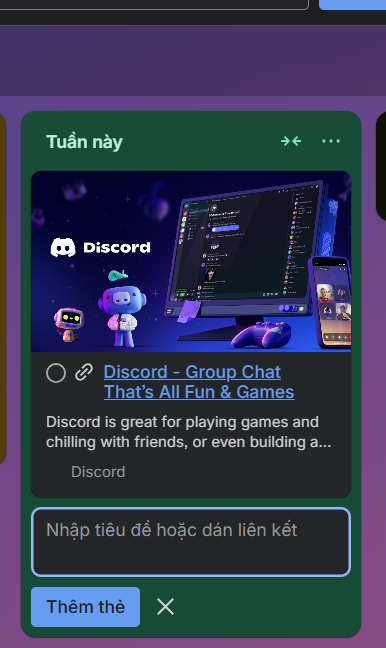 Tuần này
Discord
Discord - Group Chat
That's All Fun & Games
Discord is great for playing games and
chilling with friends, or even building a...
Discord
Nhập tiêu đề hoặc dán liên kết
Thêm thẻ